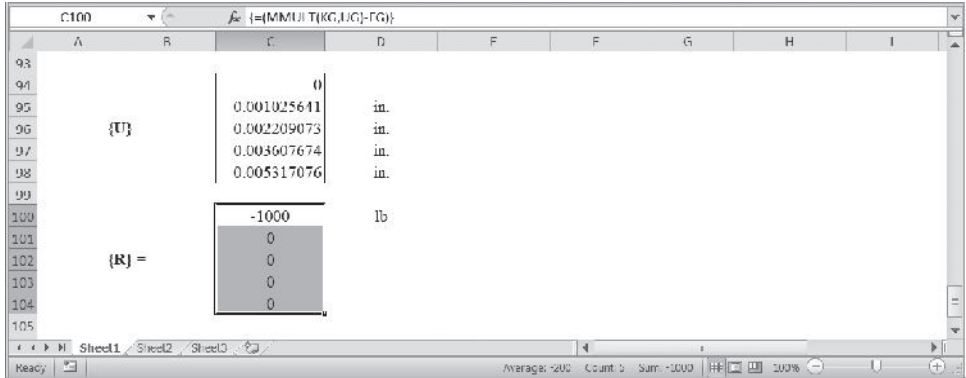 C100 fx {=(MMULT(KG,UG)-FG)}
A B C D E F G H I
93
94 0
95 0.001025641 in.
96 {U} 0.002209073 in.
97 0.003607674 in.
98 0.005317076 in.
99
100 -1000 lb
101 0
102 {R} = 0
103 0
104 0
105
Sheet1 Sheet2 Sheet3
Ready Average: -200 Count: 5 Sum: -1000 100%